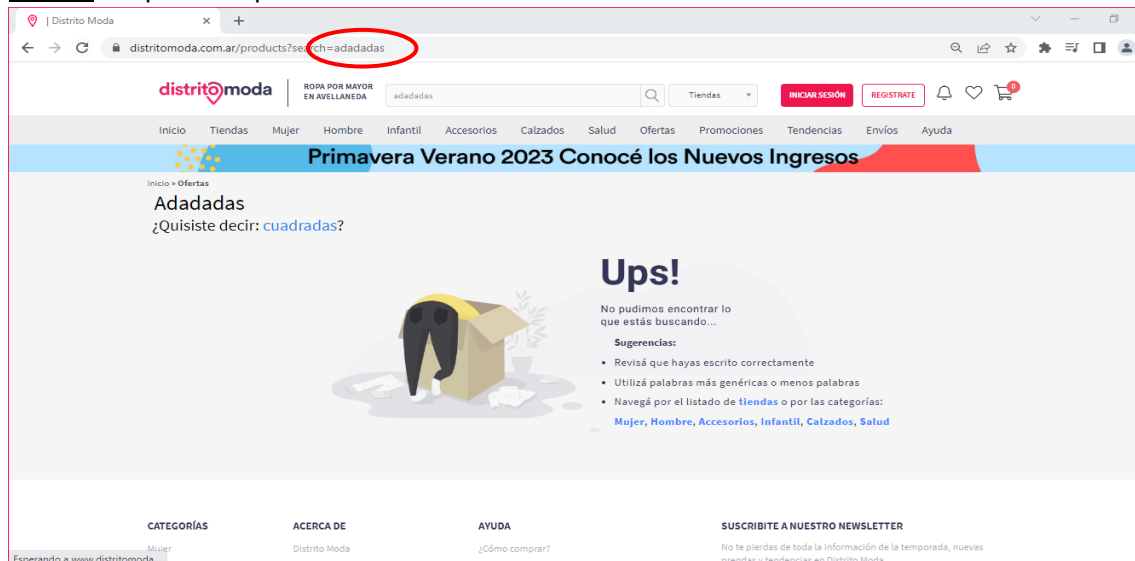 | Distrito Moda
distritomoda.com.ar/products?search=adadadas
distritomoda
ROPA POR MAYOR
EN AVELLANEDA
adadadas
Tiendas
INICIAR SESIÓN
REGISTRATE
0
Inicio Tiendas Mujer Hombre Infantil Accesorios Calzados Salud Ofertas Promociones Tendencias Envíos Ayuda
Primavera Verano 2023 Conocé los Nuevos Ingresos
Inicio » Ofertas
Adadadas
¿Quisiste decir: cuadradas?
Ups!
No pudimos encontrar lo
que estás buscando...
Sugerencias:
• Revisá que hayas escrito correctamente
• Utilizá palabras más genéricas o menos palabras
• Navegá por el listado de tiendas o por las categorías:
Mujer, Hombre, Accesorios, Infantil, Calzados, Salud
CATEGORÍAS
Mujer
ACERCA DE
Distrito Moda
AYUDA
¿Cómo comprar?
SUSCRIBITE A NUESTRO NEWSLETTER
No te pierdas de toda la información de la temporada, nuevas
prendas y tendencias en Distrito Moda
Esperando a www.distritomoda